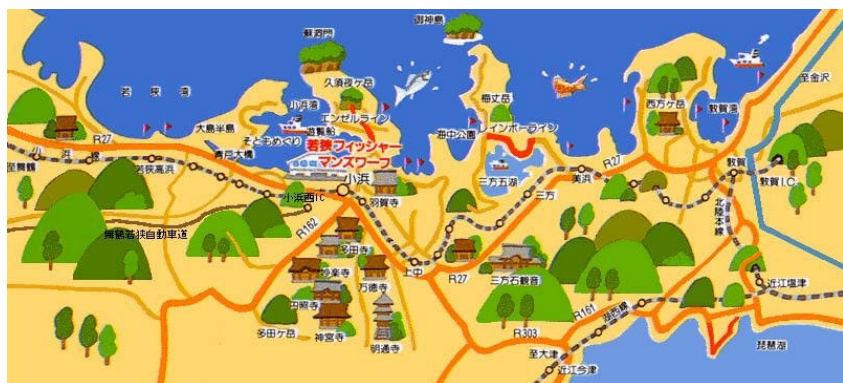 御神島
蘇洞門
久須夜ケ岳
エンゼルライン
至金沢
若狭湾
小浜湾
梅丈岳
西方ケ岳
敦賀湾
大島半島
そともめぐり
遊覧船
海中公園
レインボーライン
R27
青戸大橋
若狭フィッシャー
マンズワーフ
小浜線
至舞鶴
若狭高浜
小浜
三方五湖
R27
敦賀
美浜
敦賀I.C.
小浜西IC
羽賀寺
三方
北陸本線
舞鶴若狭自動車道
R162
多田寺
妙楽寺
万徳寺
上中
R27
三方石観音
円照寺
近江塩津
R161
湖西線
多田ケ岳
神宮寺
明通寺
R303
至大津
琵琶湖
近江今津